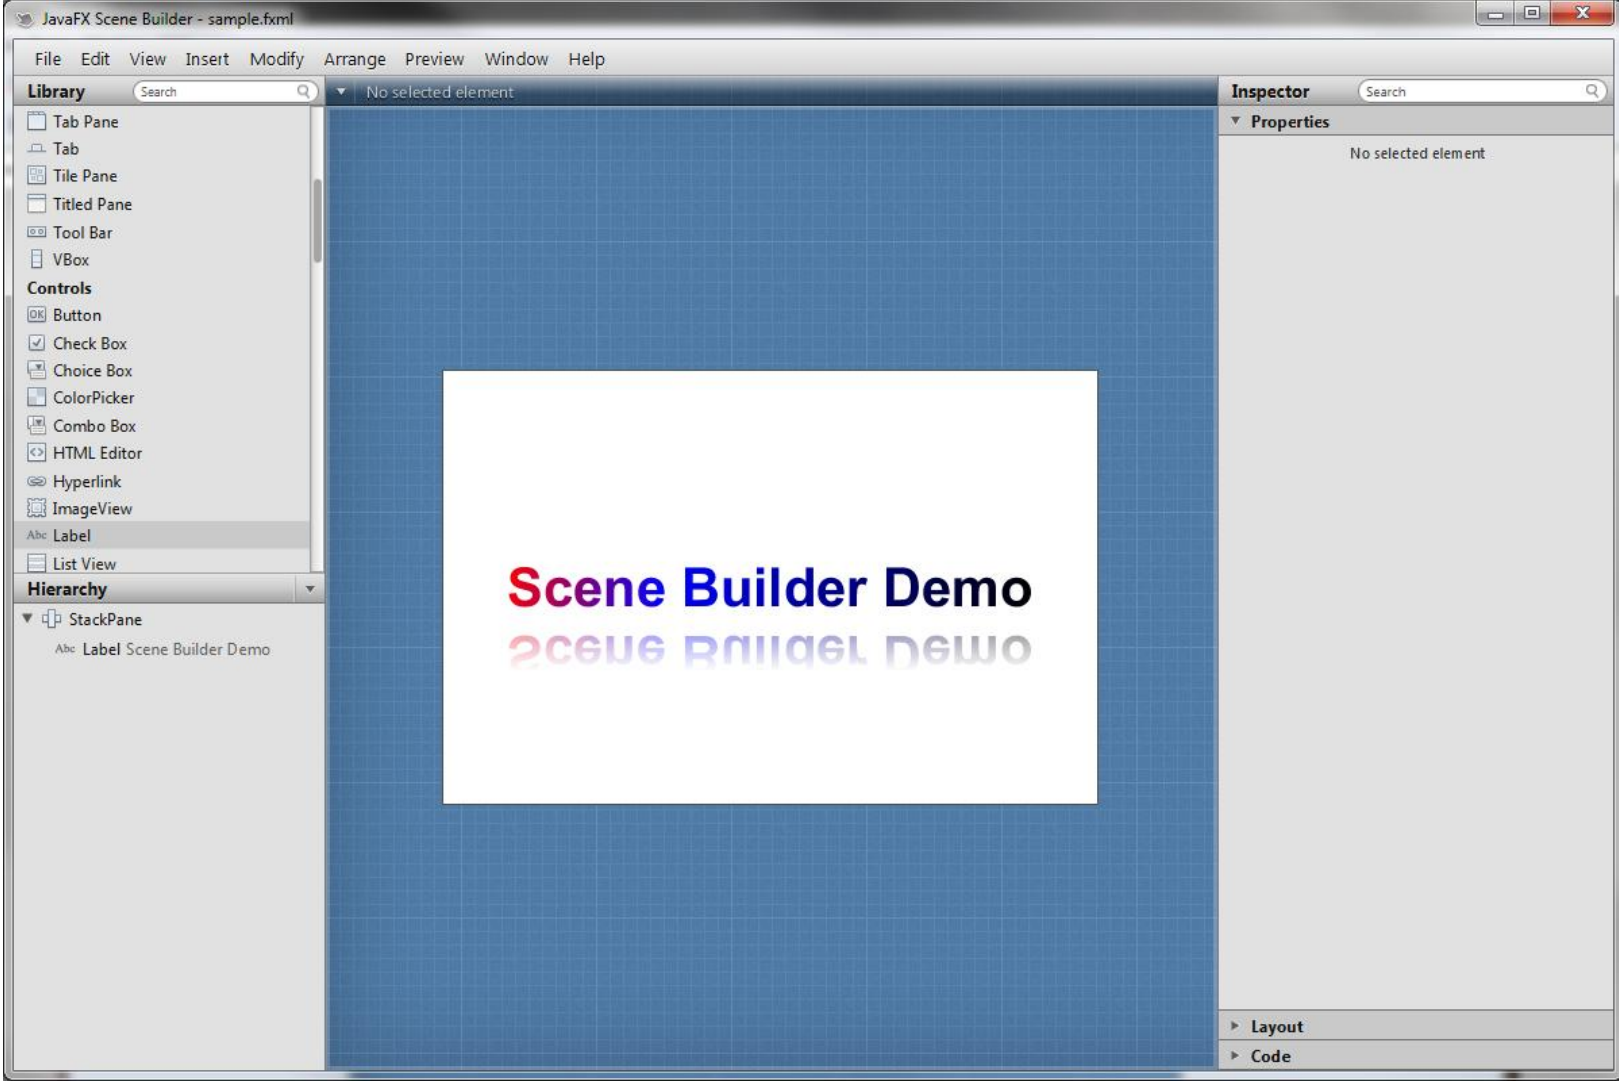 JavaFX Scene Builder - sample.fxml
File Edit View Insert Modify Arrange Preview Window Help
Library Search
Tab Pane
Tab
Tile Pane
Titled Pane
Tool Bar
VBox
Controls
OK Button
Check Box
Choice Box
ColorPicker
Combo Box
HTML Editor
Hyperlink
ImageView
Abc Label
List View
Hierarchy
StackPane
Abc Label Scene Builder Demo
No selected element
Scene Builder Demo
Scene Builder Demo
Inspector Search
Properties
No selected element
Layout
Code